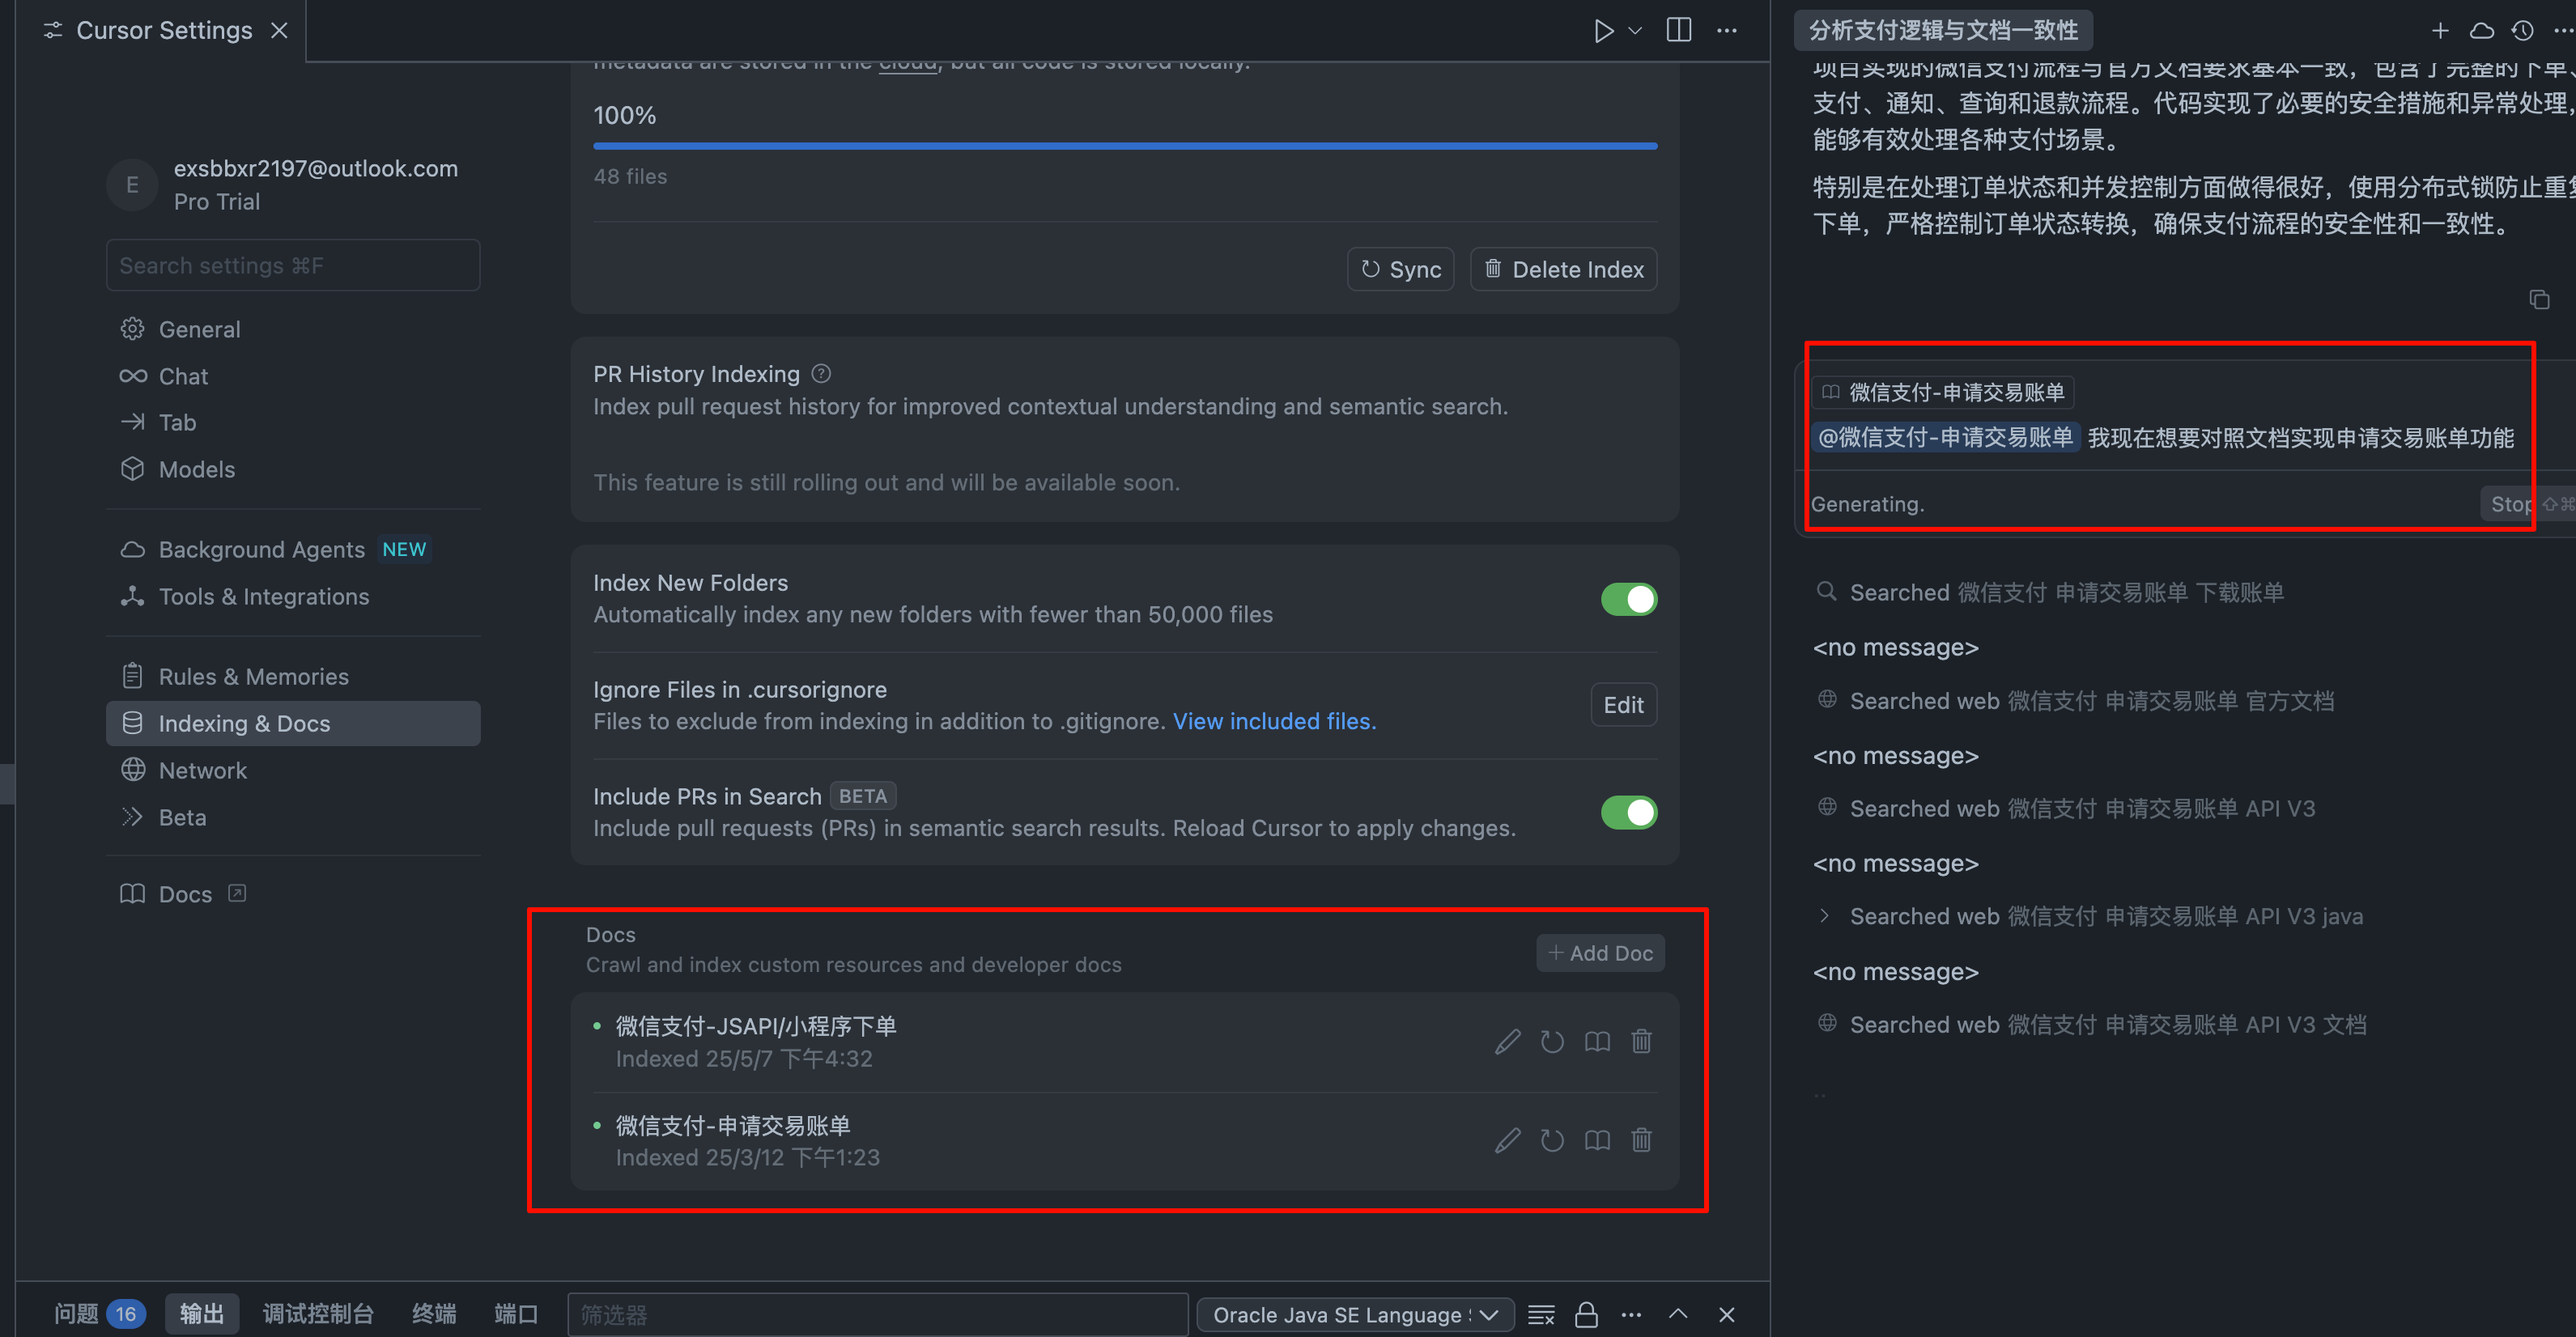 Cursor Settings
exsbbxr2197@outlook.com
E
Pro Trial
Search settings ⌘F
General
Chat
Tab
Models
Background Agents NEW
Tools & Integrations
Rules & Memories
Indexing & Docs
Network
Beta
Docs
metadata are stored in the cloud, but all code is stored locally.
100%
48 files
Sync
Delete Index
PR History Indexing
Index pull request history for improved contextual understanding and semantic search.
This feature is still rolling out and will be available soon.
Index New Folders
Automatically index any new folders with fewer than 50,000 files
Ignore Files in .cursorignore
Files to exclude from indexing in addition to .gitignore. View included files.
Edit
Include PRs in Search BETA
Include pull requests (PRs) in semantic search results. Reload Cursor to apply changes.
Docs
Crawl and index custom resources and developer docs
+ Add Doc
微信支付-JSAPI/小程序下单
Indexed 25/5/7 下午4:32
微信支付-申请交易账单
Indexed 25/3/12 下午1:23
问题 16 输出 调试控制台 终端 端口
筛选器
Oracle Java SE Language
分析支付逻辑与文档一致性
项目实现的微信支付流程与官方文档要求基本一致，包含了完整的下单、
支付、通知、查询和退款流程。代码实现了必要的安全措施和异常处理，
能够有效处理各种支付场景。
特别是在处理订单状态和并发控制方面做得很好，使用分布式锁防止重复
下单，严格控制订单状态转换，确保支付流程的安全性和一致性。
微信支付-申请交易账单
@微信支付-申请交易账单 我现在想要对照文档实现申请交易账单功能
Generating.
Stop ⇧⌘
Searched 微信支付 申请交易账单 下载账单
<no message>
Searched web 微信支付 申请交易账单 官方文档
<no message>
Searched web 微信支付 申请交易账单 API V3
<no message>
Searched web 微信支付 申请交易账单 API V3 java
<no message>
Searched web 微信支付 申请交易账单 API V3 文档